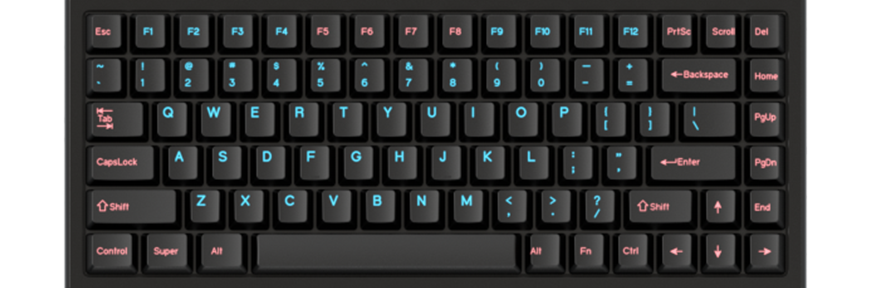 Esc F1 F2 F3 F4 F5 F6 F7 F8 F9 F10 F11 F12 PrtSc Scroll Del
~ ! @ # $ % ^ & * ( ) – +
` 1 2 3 4 5 6 7 8 9 0 - = ←Backspace Home
Tab Q W E R T Y U I O P { } | PgUp
[ ] \
CapsLock A S D F G H J K L : " ←Enter PgDn
; '
⇧Shift Z X C V B N M < > ? ⇧Shift ↑ End
, . /
Control Super Alt Alt Fn Ctrl ← ↓ →